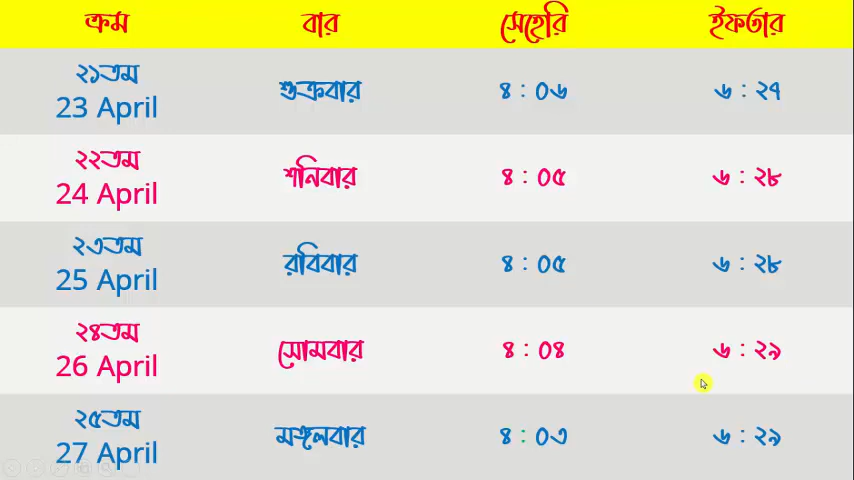 ক্রম বার সেহেরি ইফতার
২১তম
23 April শুক্রবার ৪ : ০৬ ৬ : ২৭
২২তম
24 April শনিবার ৪ : ০৫ ৬ : ২৮
২৩তম
25 April রবিবার ৪ : ০৫ ৬ : ২৮
২৪তম
26 April সোমবার ৪ : ০৪ ৬ : ২৯
২৫তম
27 April মঙ্গলবার ৪ : ০৩ ৬ : ২৯